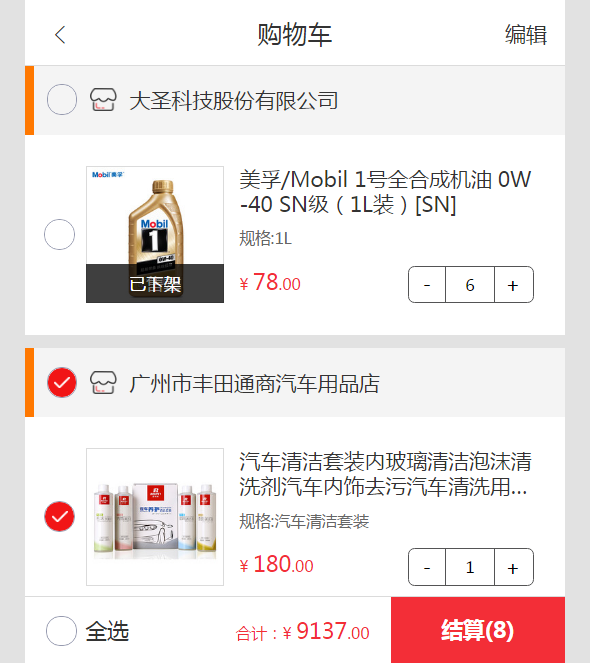 购物车
编辑
大圣科技股份有限公司
Mobil 美孚
Mobil
1
0W-40
已下架
美孚/Mobil 1号全合成机油 0W
-40 SN级（1L装）[SN]
规格:1L
¥ 78.00
- 6 +
广州市丰田通商汽车用品店
汽车清洁套装内玻璃清洁泡沫清
洗剂汽车内饰去污汽车清洗用...
规格:汽车清洁套装
¥ 180.00
- 1 +
全选
合计：¥ 9137.00
结算(8)